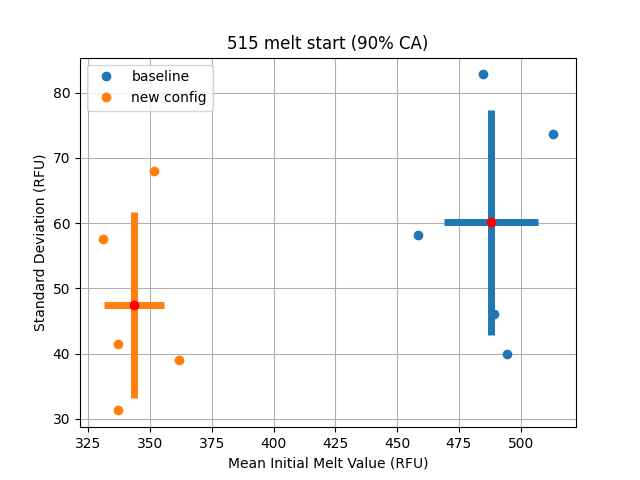 515 melt start (90% CA)
baseline
new config
80
70
60
50
40
30
Standard Deviation (RFU)
325 350 375 400 425 450 475 500
Mean Initial Melt Value (RFU)